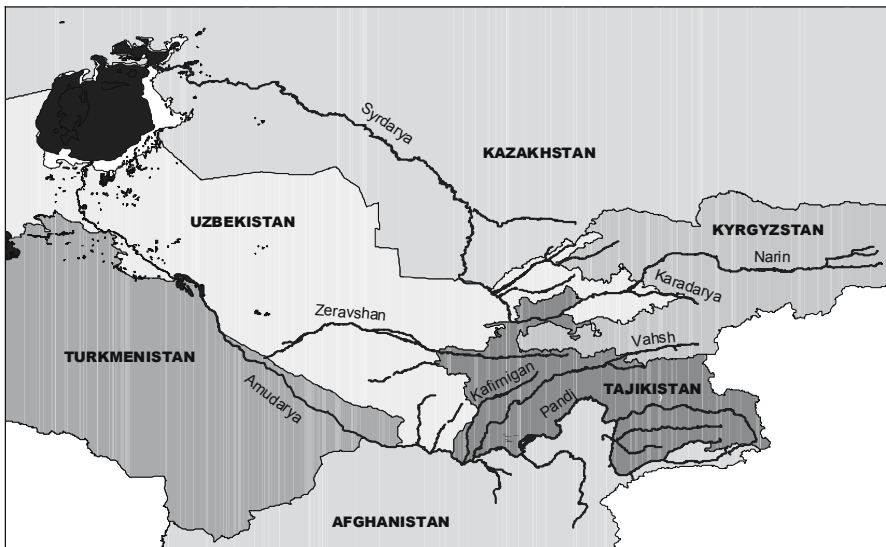 Syrdarya
KAZAKHSTAN
UZBEKISTAN
KYRGYZSTAN
Narin
Karadarya
Zeravshan
Vahsh
TURKMENISTAN
Kafirnigan
TAJIKISTAN
Pandj
Amudarya
AFGHANISTAN